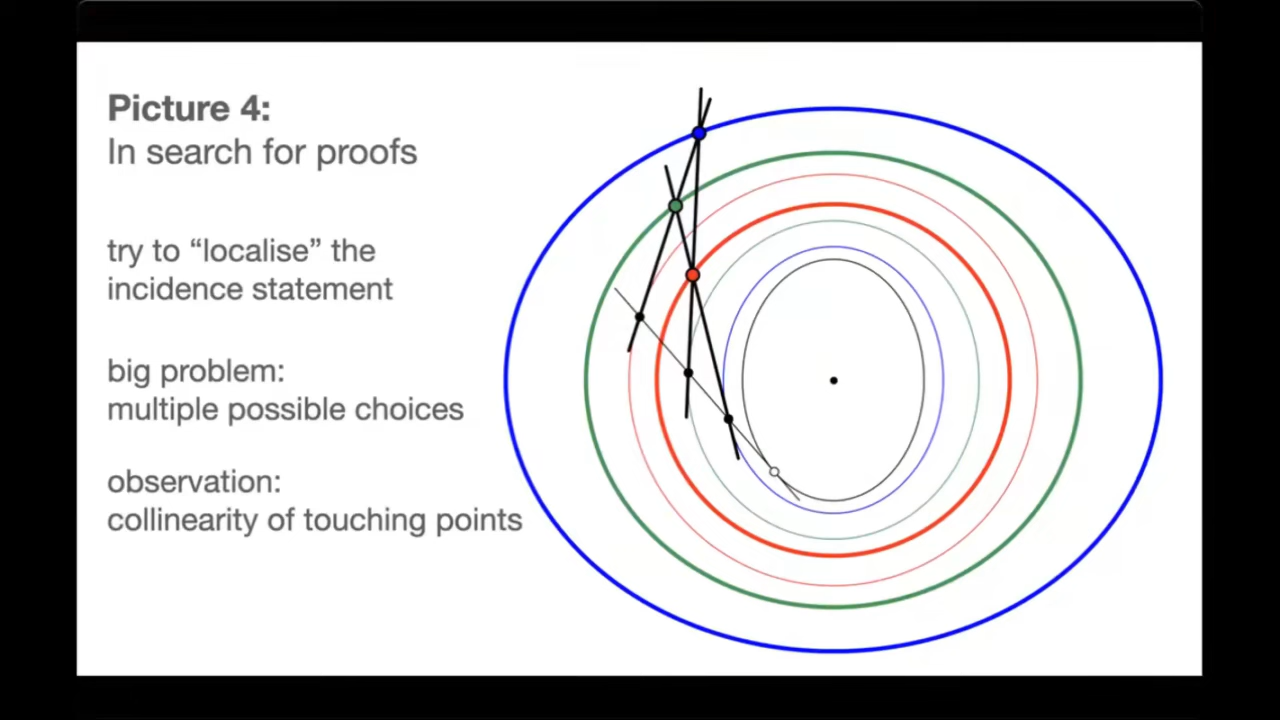 Picture 4:
In search for proofs
try to “localise” the
incidence statement
big problem:
multiple possible choices
observation:
collinearity of touching points